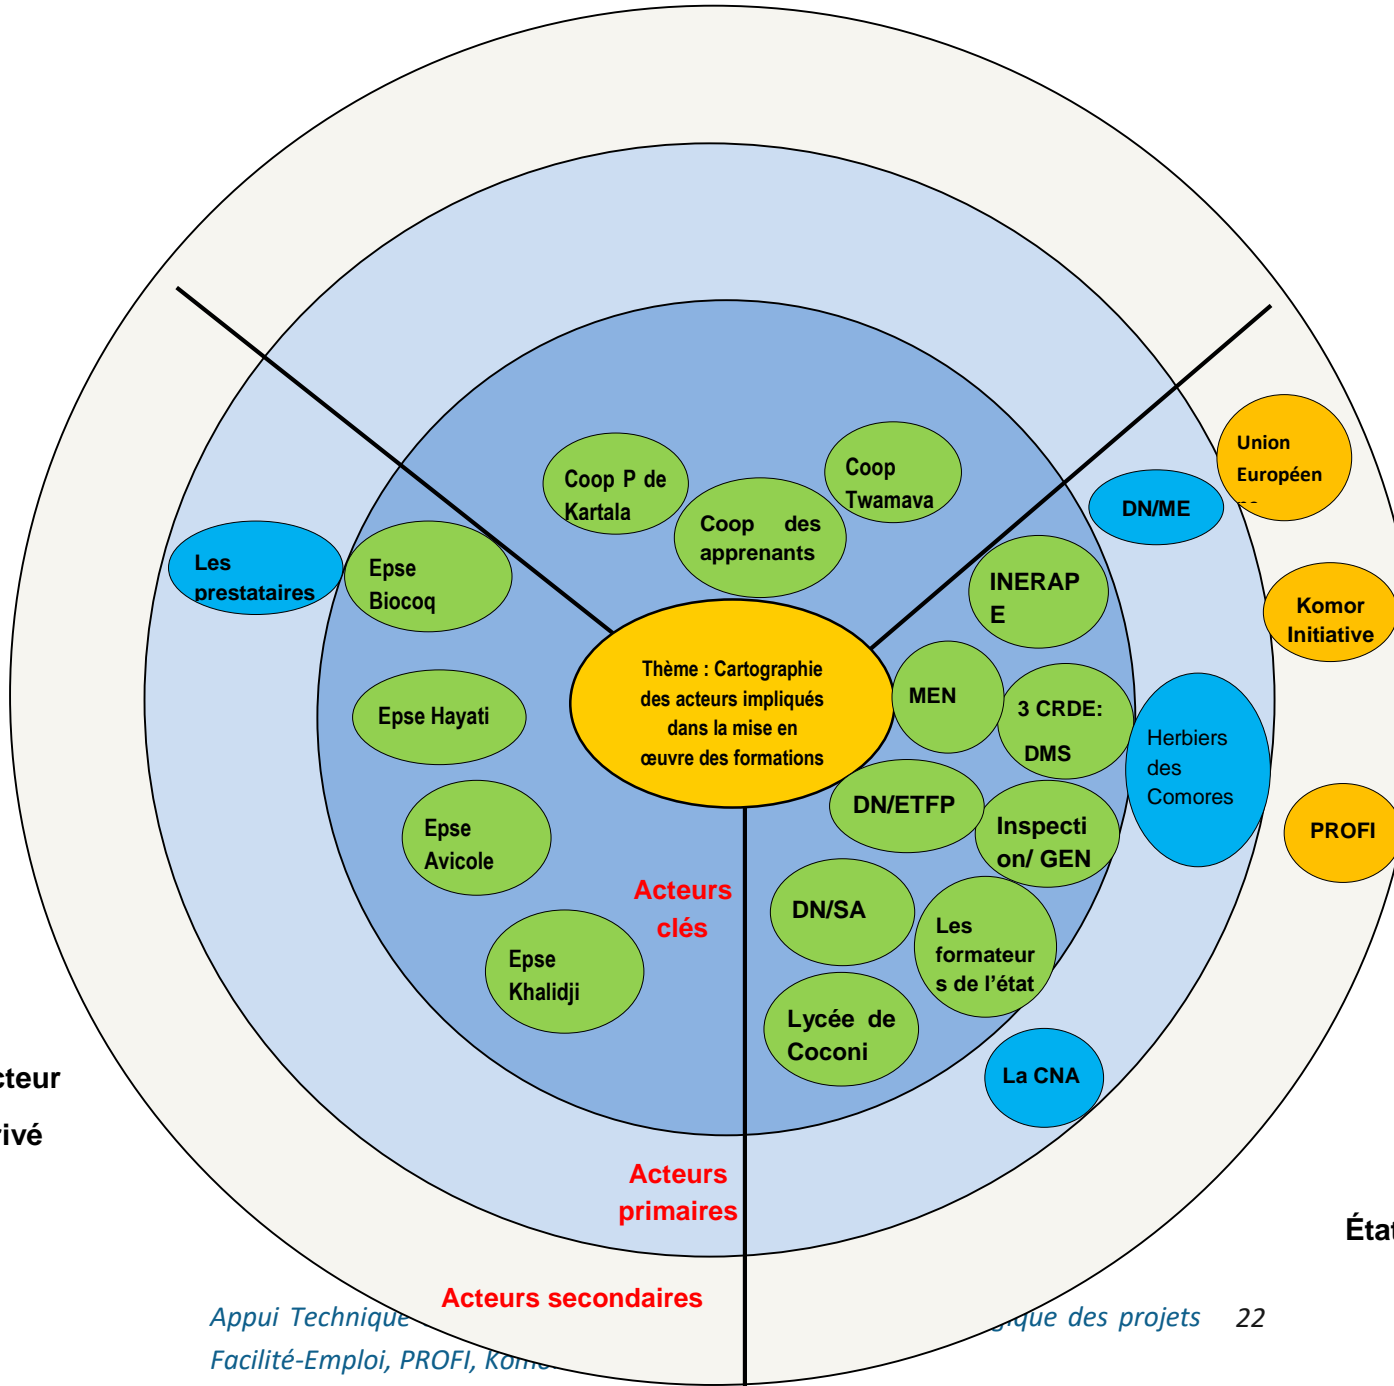 Coop P de
Kartala
Coop des
apprenants
Coop
Twamava
Union
Européen
DN/ME
Les
prestataires
Epse
Biocoq
INERAP
E
Komor
Initiative
Thème : Cartographie
des acteurs impliqués
dans la mise en
œuvre des formations
MEN
3 CRDE:
DMS
Epse Hayati
Herbiers
des
Comores
DN/ETFP
Inspecti
on/ GEN
PROFI
Epse
Avicole
Acteurs
clés
DN/SA
Les
formateur
s de l'état
Epse
Khalidji
Lycée de
Coconi
La CNA
cteur
ivé
Acteurs
primaires
État
Acteurs secondaires
Appui Technique gique des projets 22
Facilité-Emploi, PROFI, Komo